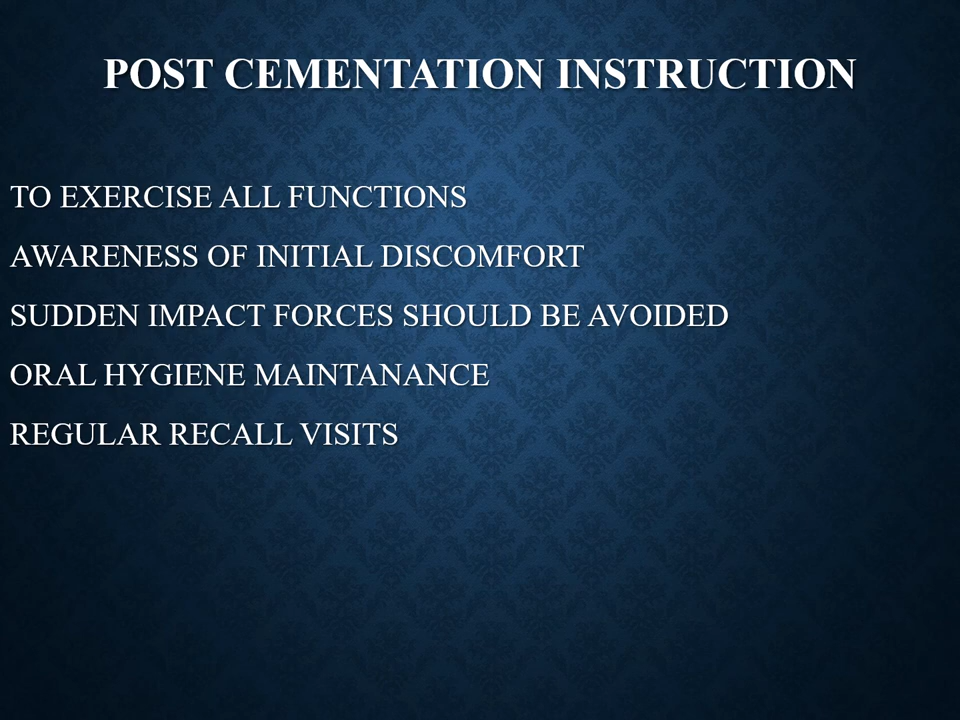 POST CEMENTATION INSTRUCTION
TO EXERCISE ALL FUNCTIONS
AWARENESS OF INITIAL DISCOMFORT
SUDDEN IMPACT FORCES SHOULD BE AVOIDED
ORAL HYGIENE MAINTANANCE
REGULAR RECALL VISITS